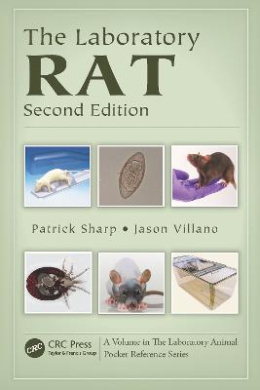 The Laboratory
RAT
Second Edition
Patrick Sharp • Jason Villano
CRC
CRC Press
Taylor & Francis Group
A Volume in The Laboratory Animal
Pocket Reference Series